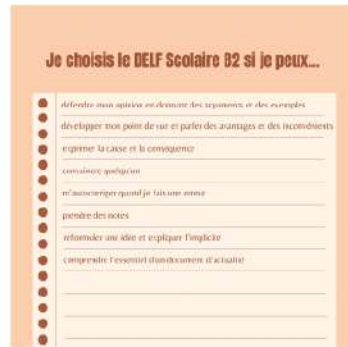 Je choisis le DELF Scolaire B2 si je peux...
défendre mon opinion en donnant des arguments et des exemples
développer mon point de vue et parler des avantages et des inconvénients
exprimer la cause et la conséquence
convaincre quelqu'un
m'autocorriger quand je fais une erreur
prendre des notes
reformuler une idée et expliquer l'implicite
comprendre l'essentiel d'un document d'actualité